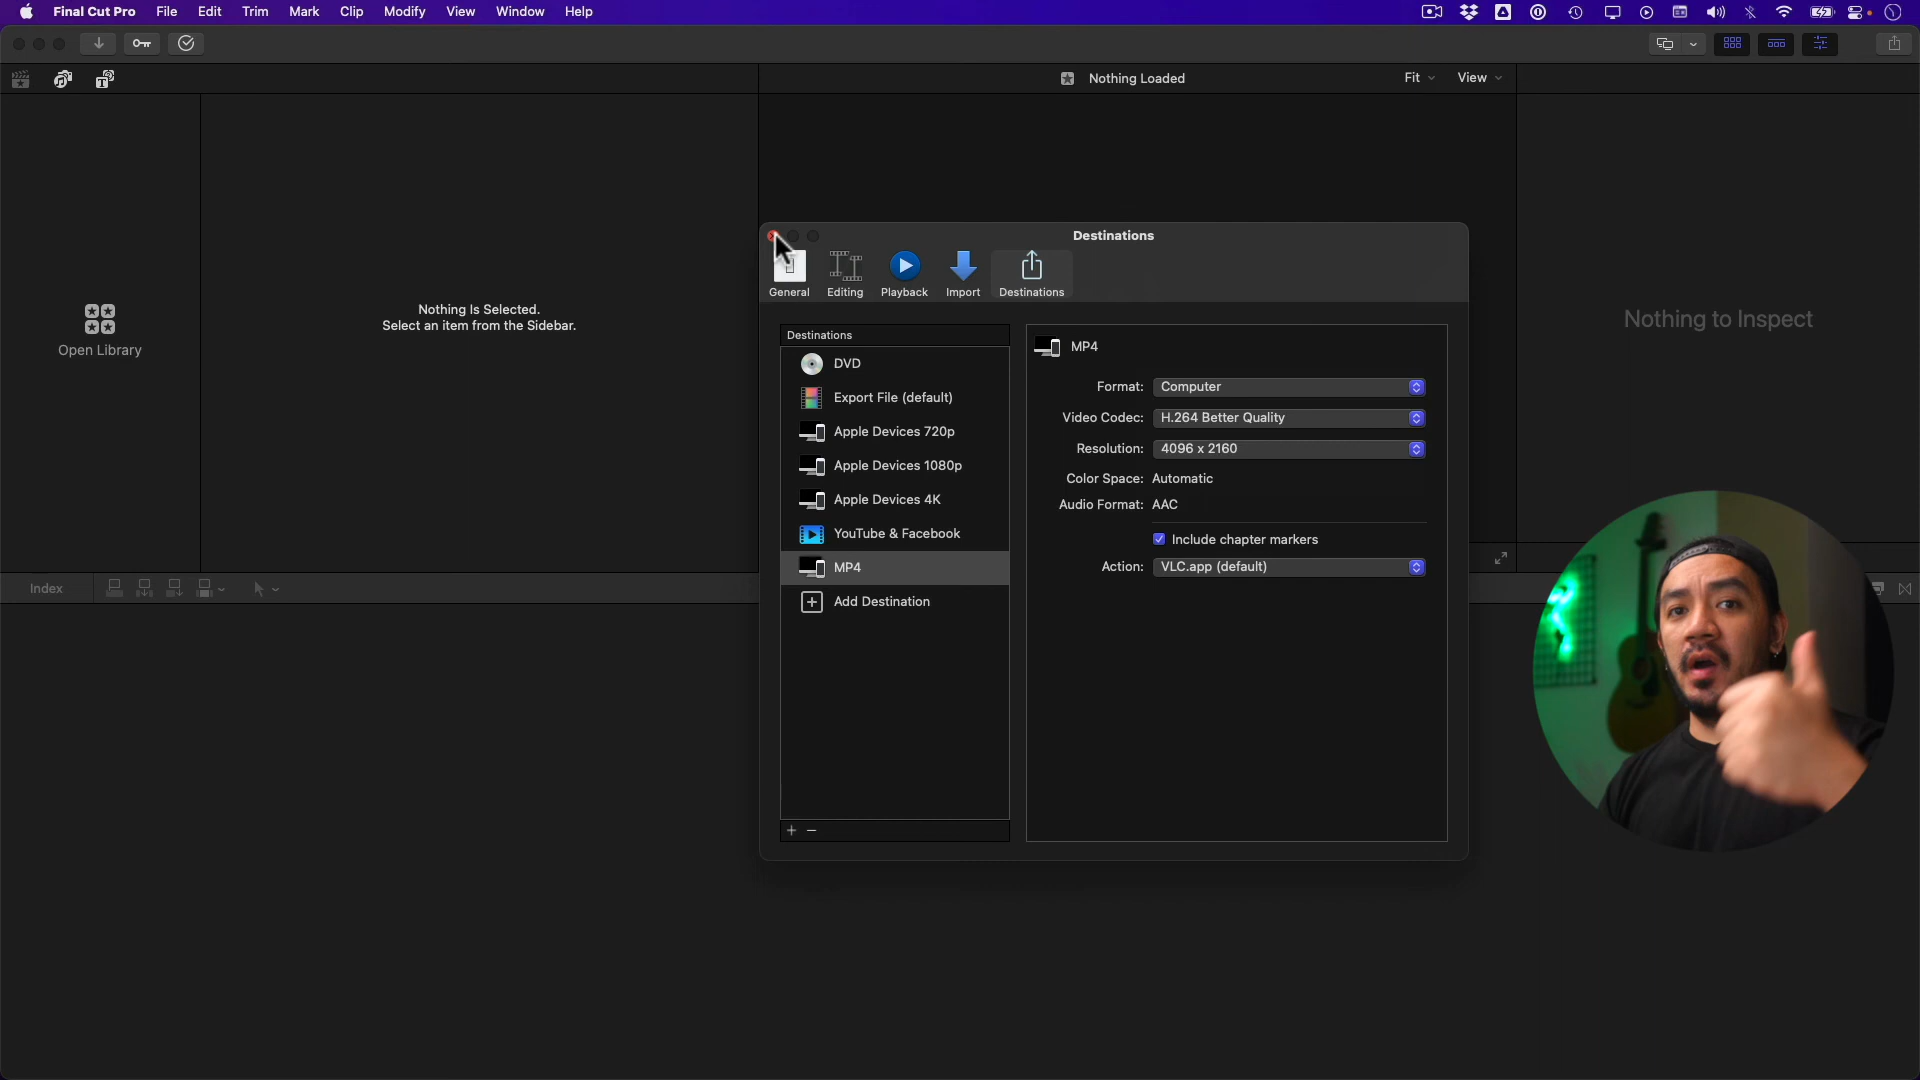 Final Cut Pro File Edit Trim Mark Clip Modify View Window Help
Nothing Loaded Fit View
Open Library
Nothing Is Selected.
Select an item from the Sidebar.
Nothing to Inspect
Index
Destinations
General Editing Playback Import Destinations
Destinations
DVD
Export File (default)
Apple Devices 720p
Apple Devices 1080p
Apple Devices 4K
YouTube & Facebook
MP4
Add Destination
MP4
Format: Computer
Video Codec: H.264 Better Quality
Resolution: 4096 x 2160
Color Space: Automatic
Audio Format: AAC
Include chapter markers
Action: VLC.app (default)